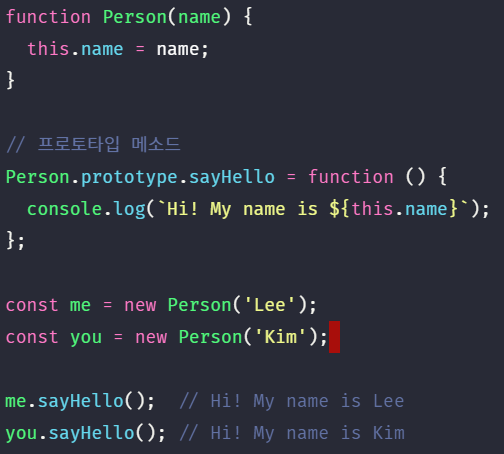 function Person(name) {
  this.name = name;
}
// 프로토타입 메소드
Person.prototype.sayHello = function () {
  console.log(`Hi! My name is ${this.name}`);
};
const me = new Person('Lee');
const you = new Person('Kim');
me.sayHello();  // Hi! My name is Lee
you.sayHello(); // Hi! My name is Kim